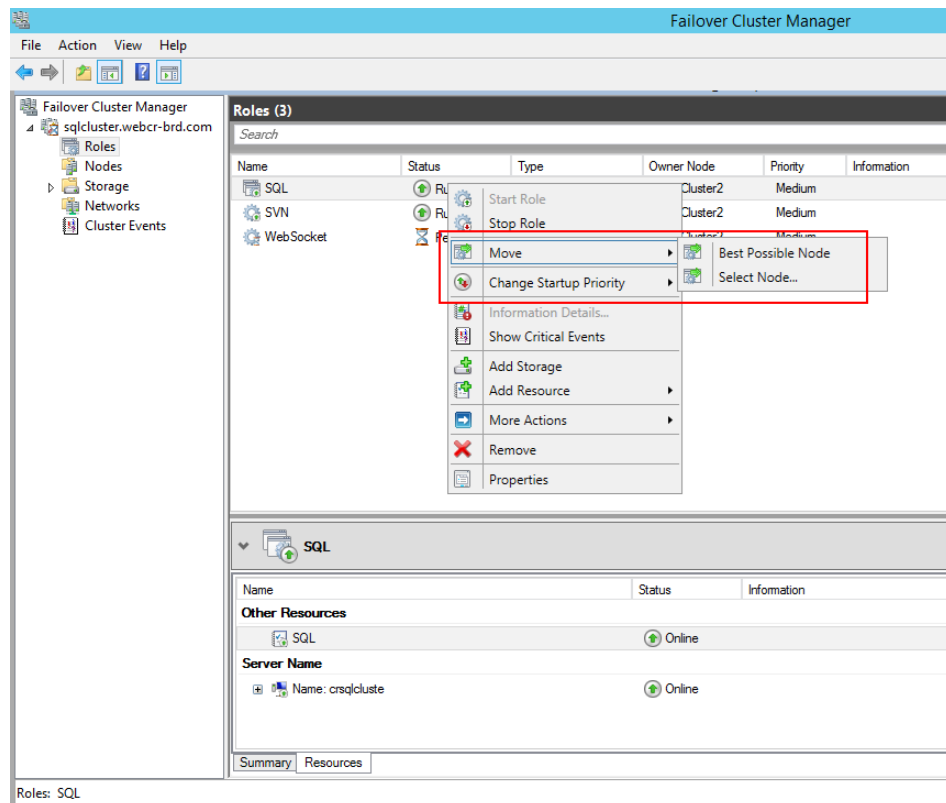 Failover Cluster Manager
File Action View Help
Failover Cluster Manager
sqlcluster.webcr-brd.com
Roles
Nodes
Storage
Networks
Cluster Events
Roles (3)
Search
Name Status Type Owner Node Priority Information
SQL Ru Cluster2 Medium
SVN Ru Cluster2 Medium
WebSocket Pe Cluster2 Medium
Start Role
Stop Role
Move
Best Possible Node
Change Startup Priority
Select Node...
Information Details...
Show Critical Events
Add Storage
Add Resource
More Actions
Remove
Properties
SQL
Name Status Information
Other Resources
SQL Online
Server Name
Name: crsqlcluste Online
Summary Resources
Roles: SQL